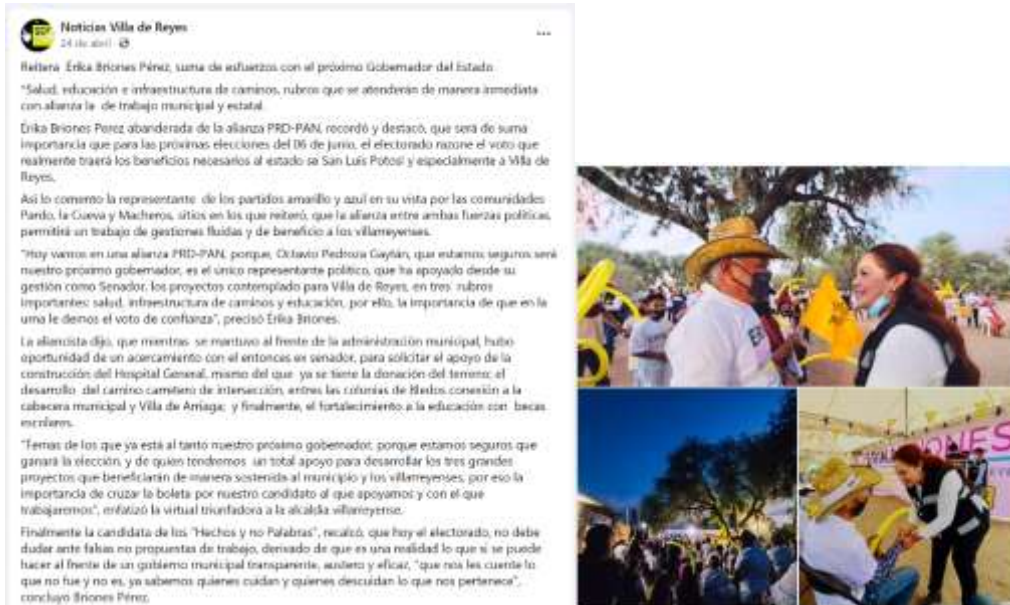 Noticias Villa de Reyes
24 de abril
Reitera Erika Briones Pérez, suma de esfuerzos con el próximo Gobernador del Estado
"Salud, educación e infraestructura de caminos, rubros que se atenderán de manera inmediata
con alianza la de trabajo municipal y estatal.
Erika Briones Perez abanderada de la alianza PRD-PAN, recordó y destacó, que será de suma
importancia que para las próximas elecciones del 06 de junio, el electorado razone el voto que
realmente traerá los beneficios necesarios al estado se San Luis Potosí y especialmente a Villa de
Reyes.
Asi lo comento la representante de los partidos amarillo y azul en su vista por las comunidades
Pardo, la Cueva y Macheros, sitios en los que reiteró, que la alianza entre ambas fuerzas políticas,
permitirá un trabajo de gestiones fluidas y de beneficio a los villarreyenses.
"Hoy vamos en una alianza PRD-PAN, porque, Octavio Pedroza Gaytán, que estamos seguros será
nuestro próximo gobernador, es el único representante político, que ha apoyado desde su
gestión como Senador, los proyectos contemplado para Villa de Reyes, en tres rubros
importantes: salud, infraestructura de caminos y educación, por ello, la importancia de que en la
urna le demos el voto de confianza", precisó Erika Briones.
La aliancista dijo, que mientras se mantuvo al frente de la administración municipal, hubo
oportunidad de un acercamiento con el entonces ex senador, para solicitar el apoyo de la
construcción del Hospital General, mismo del que ya se tiene la donación del terreno; el
desarrollo del camino carretero de intersección, entres las colonias de Bledos conexión a la
cabecera municipal y Villa de Arriaga; y finalmente, el fortalecimiento a la educación con becas
escolares.
"Temas de los que ya está al tanto nuestro próximo gobernador, porque estamos seguros que
ganará la elección, y de quien tendremos un total apoyo para desarrollar los tres grandes
proyectos que beneficiarán de manera sostenida al municipio y los villarreyenses, por eso la
importancia de cruzar la boleta por nuestro candidato al que apoyamos y con el que
trabajaremos", enfatizó la virtual triunfadora a la alcaldía villarreyense.
Finalmente la candidata de los "Hechos y no Palabras", recalcó, que hoy el electorado, no debe
dudar ante falsas no propuestas de trabajo, derivado de que es una realidad lo que si se puede
hacer al frente de un gobierno municipal transparente, austero y eficaz, "que nos les cuente lo
que no fue y no es, ya sabemos quienes cuidan y quienes descuidan lo que nos pertenece",
concluyo Briones Pérez.